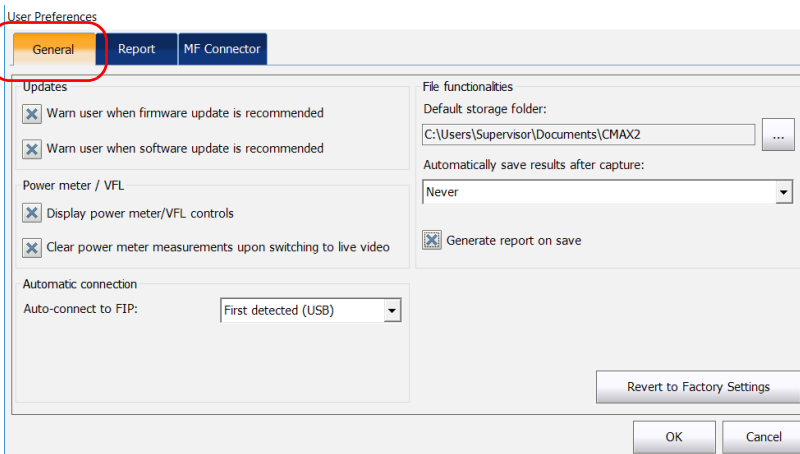 User Preferences
General Report MF Connector
Updates
Warn user when firmware update is recommended
Warn user when software update is recommended
Power meter / VFL
Display power meter/VFL controls
Clear power meter measurements upon switching to live video
Automatic connection
Auto-connect to FIP: First detected (USB)
File functionalities
Default storage folder:
C:\Users\Supervisor\Documents\CMAX2 ...
Automatically save results after capture:
Never
Generate report on save
Revert to Factory Settings
OK Cancel